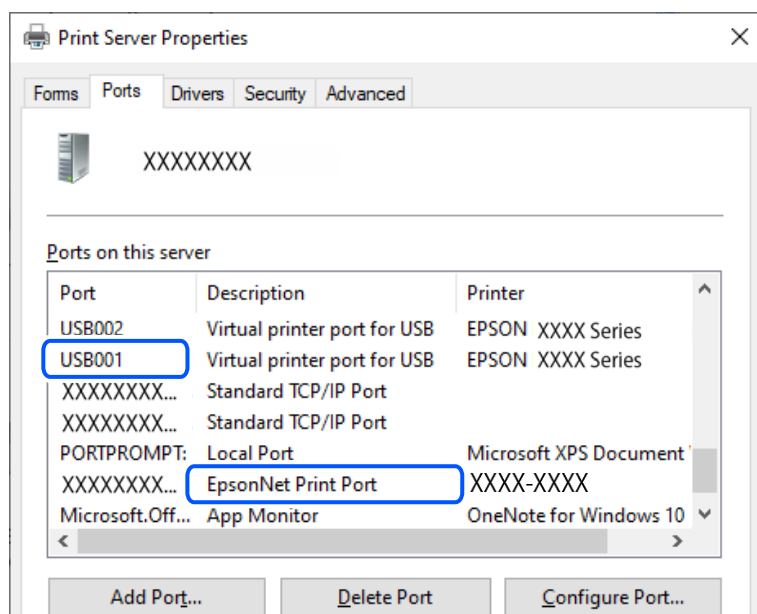 Print Server Properties
Forms Ports Drivers Security Advanced
XXXXXXXX
Ports on this server
Port Description Printer
USB002 Virtual printer port for USB EPSON XXXX Series
USB001 Virtual printer port for USB EPSON XXXX Series
XXXXXXXX... Standard TCP/IP Port
XXXXXXXX... Standard TCP/IP Port
PORTPROMPT: Local Port Microsoft XPS Document
XXXXXXXX... EpsonNet Print Port XXXX-XXXX
Microsoft.Off... App Monitor OneNote for Windows 10
Add Port... Delete Port Configure Port...